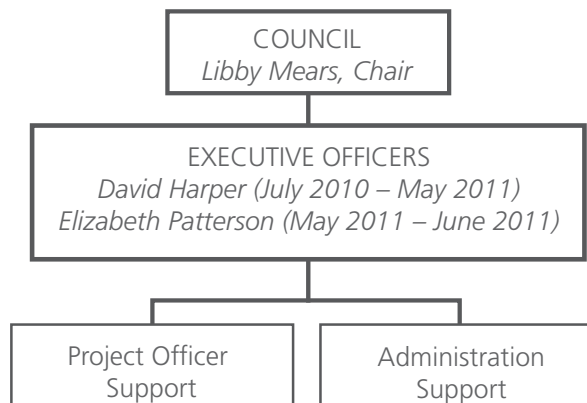 COUNCIL
Libby Mears, Chair
EXECUTIVE OFFICERS
David Harper (July 2010 – May 2011)
Elizabeth Patterson (May 2011 – June 2011)
Project Officer
Support
Administration
Support